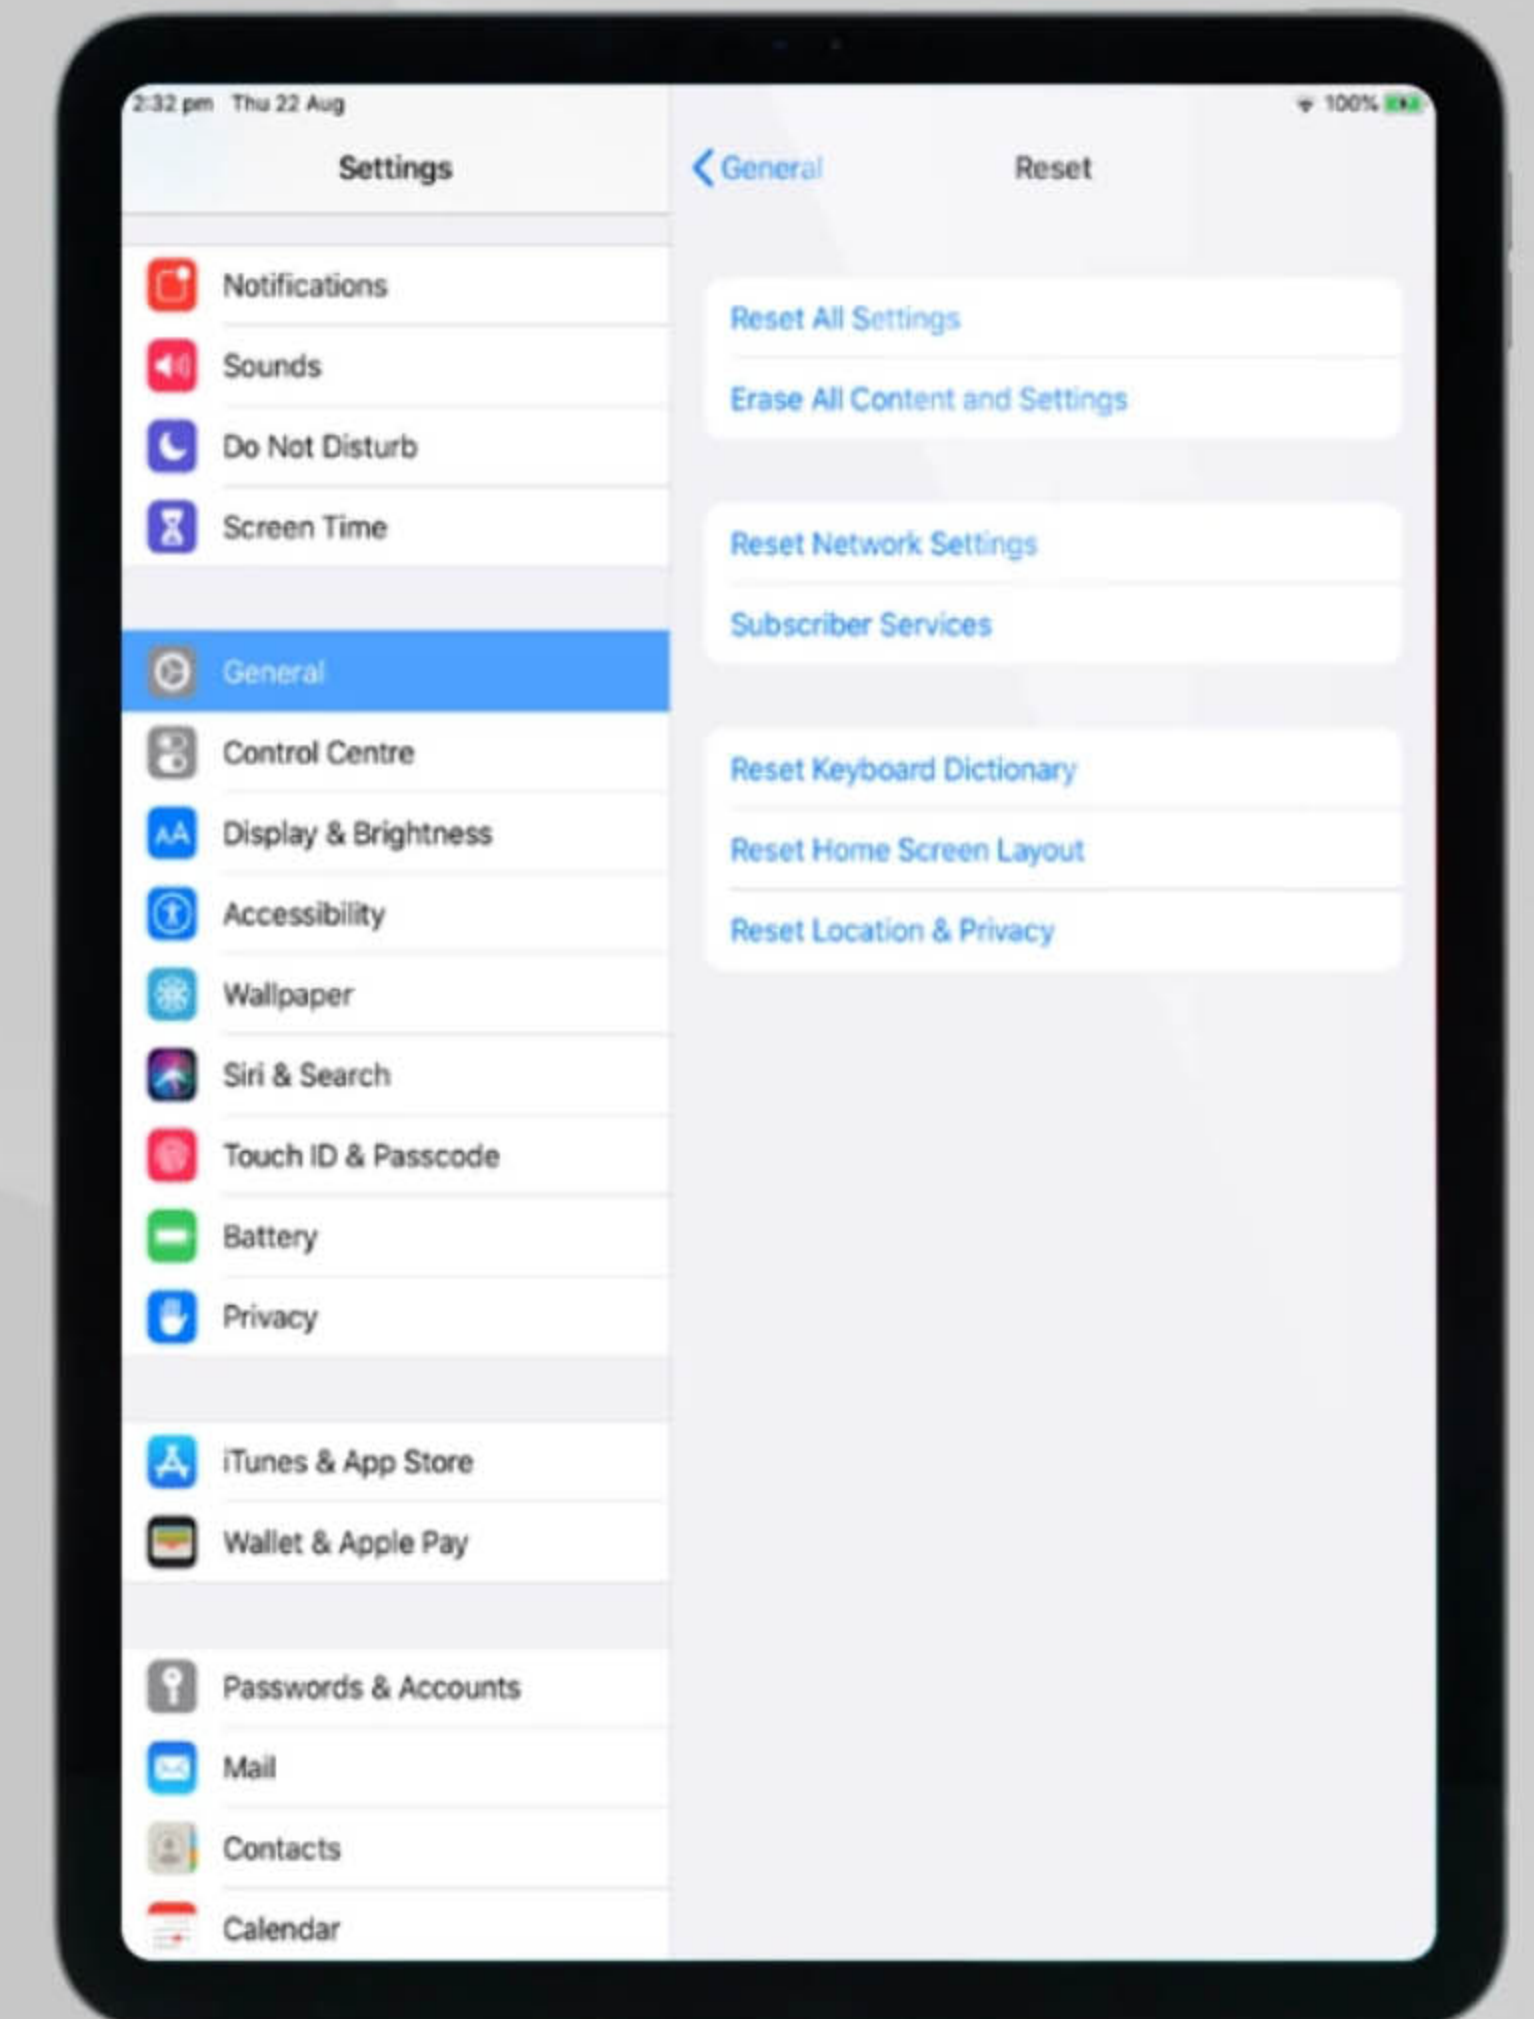 2:32 pm Thu 22 Aug
100%
Settings
Notifications
Sounds
Do Not Disturb
Screen Time
General
Control Centre
AA Display & Brightness
Accessibility
Wallpaper
Siri & Search
Touch ID & Passcode
Battery
Privacy
iTunes & App Store
Wallet & Apple Pay
Passwords & Accounts
Mail
Contacts
Calendar
General
Reset
Reset All Settings
Erase All Content and Settings
Reset Network Settings
Subscriber Services
Reset Keyboard Dictionary
Reset Home Screen Layout
Reset Location & Privacy